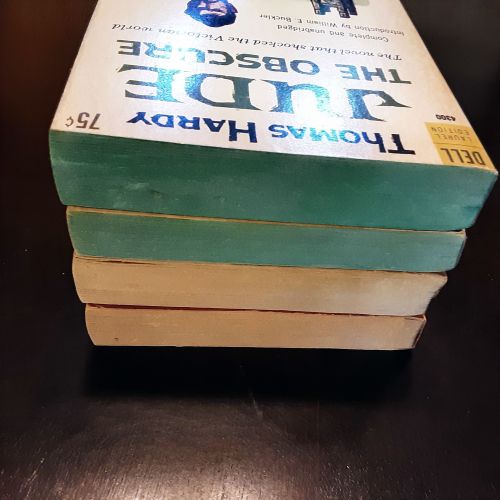 DELL
LAUREL
EDITION
4300
75¢
THOMAS HARDY
JUDE
THE OBSCURE
The novel that shocked the Victorian world
Complete and unabridged
Introduction by William E. Buckler